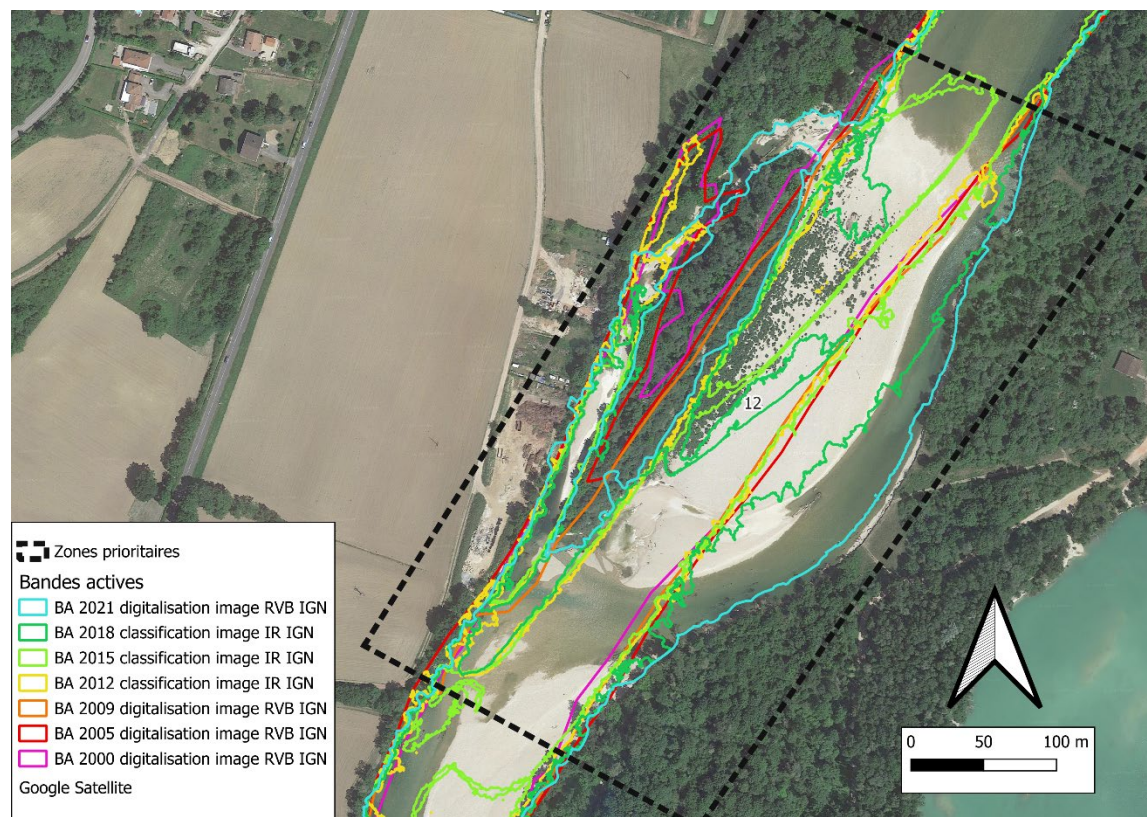 12
Zones prioritaires
Bandes actives
BA 2021 digitalisation image RVB IGN
BA 2018 classification image IR IGN
BA 2015 classification image IR IGN
BA 2012 classification image IR IGN
BA 2009 digitalisation image RVB IGN
BA 2005 digitalisation image RVB IGN
BA 2000 digitalisation image RVB IGN
Google Satellite
0 50 100 m